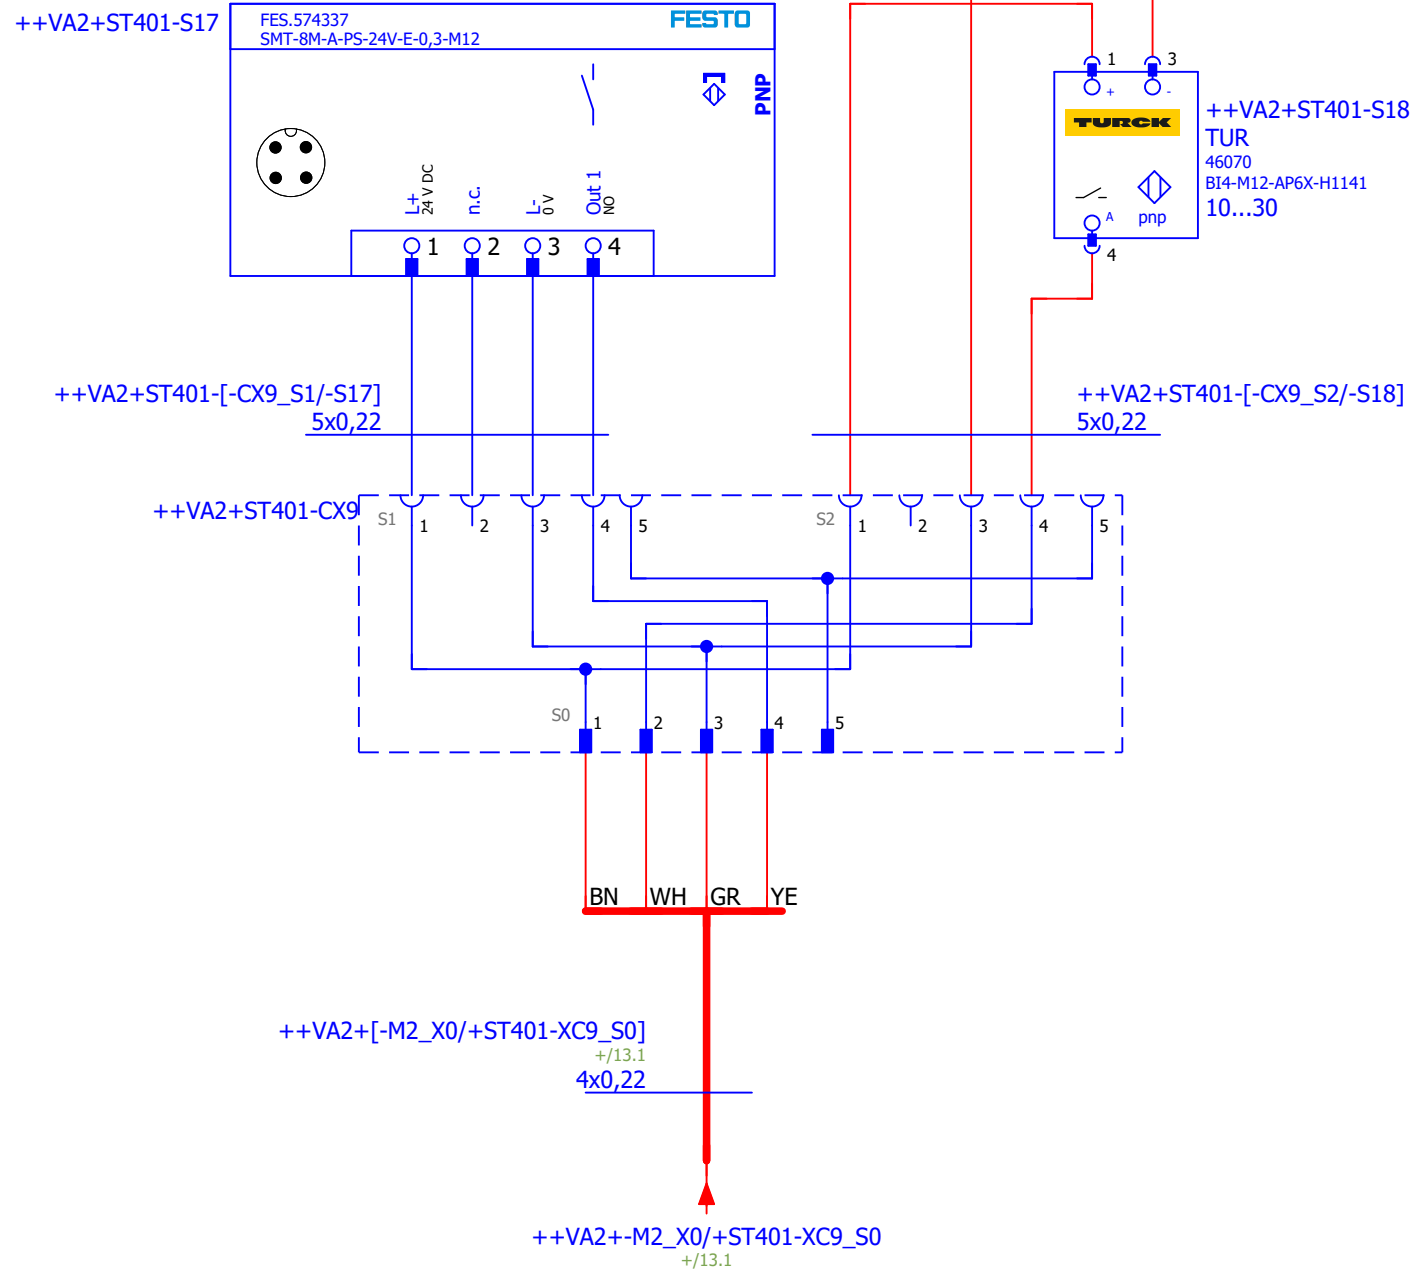 ++VA2+ST401-S17
FES.574337
SMT-8M-A-PS-24V-E-0,3-M12
FESTO
PNP
L+
24 V DC
n.c.
L-
0 V
Out 1
NO
1 2 3 4
1 3
+ -
TURCK
A
pnp
4
++VA2+ST401-S18
TUR
46070
BI4-M12-AP6X-H1141
10...30
++VA2+ST401-[-CX9_S1/-S17]
5x0,22
++VA2+ST401-[-CX9_S2/-S18]
5x0,22
++VA2+ST401-CX9
S1 1 2 3 4 5 S2 1 2 3 4 5
S0 1 2 3 4 5
BN WH GR YE
++VA2+[-M2_X0/+ST401-XC9_S0]
+/13.1
4x0,22
++VA2+-M2_X0/+ST401-XC9_S0
+/13.1